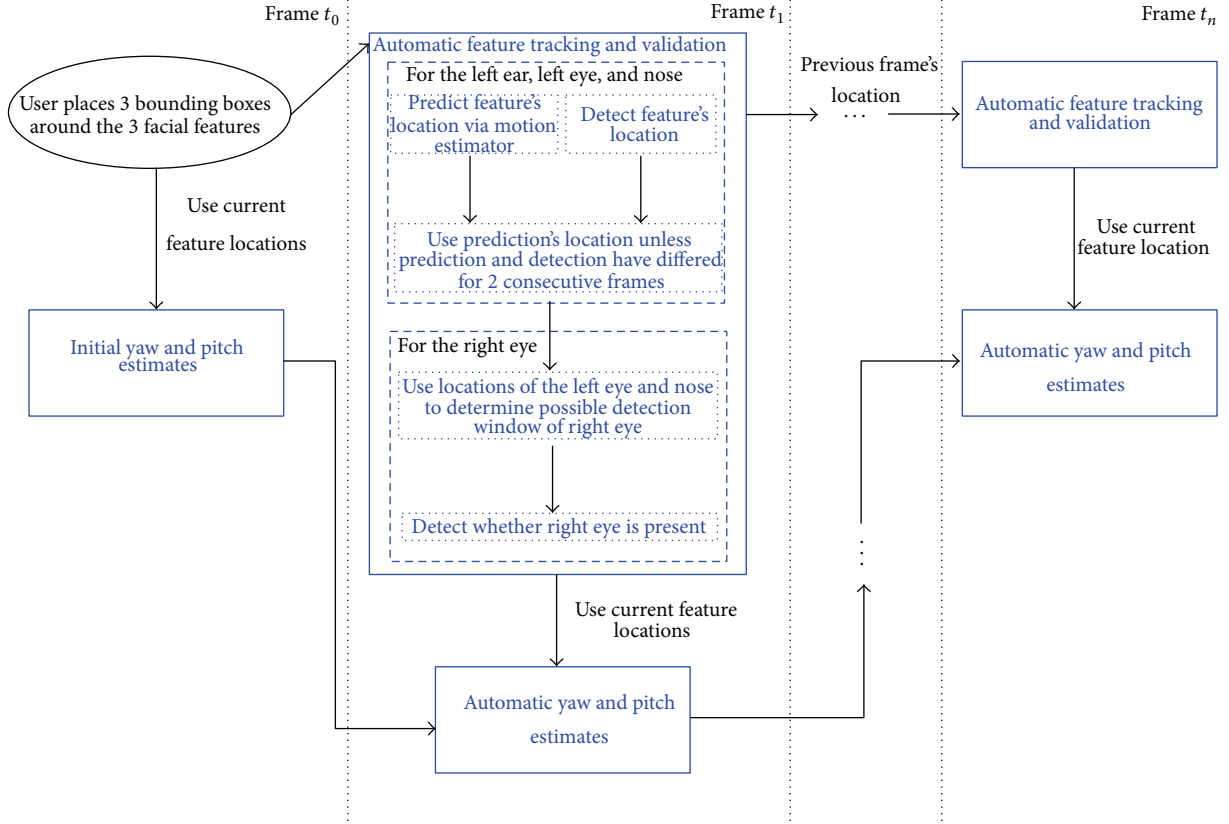 Frame t₀
User places 3 bounding boxes
around the 3 facial features
Use current
feature locations
Initial yaw and pitch
estimates
Frame t₁
Automatic feature tracking and validation
For the left ear, left eye, and nose
Predict feature's
location via motion
estimator
Detect feature's
location
Use prediction's location unless
prediction and detection have differed
for 2 consecutive frames
For the right eye
Use locations of the left eye and nose
to determine possible detection
window of right eye
Detect whether right eye is present
Use current feature
locations
Automatic yaw and pitch
estimates
Previous frame's
location
...
...
Frame tₙ
Automatic feature tracking
and validation
Use current
feature location
Automatic yaw and pitch
estimates